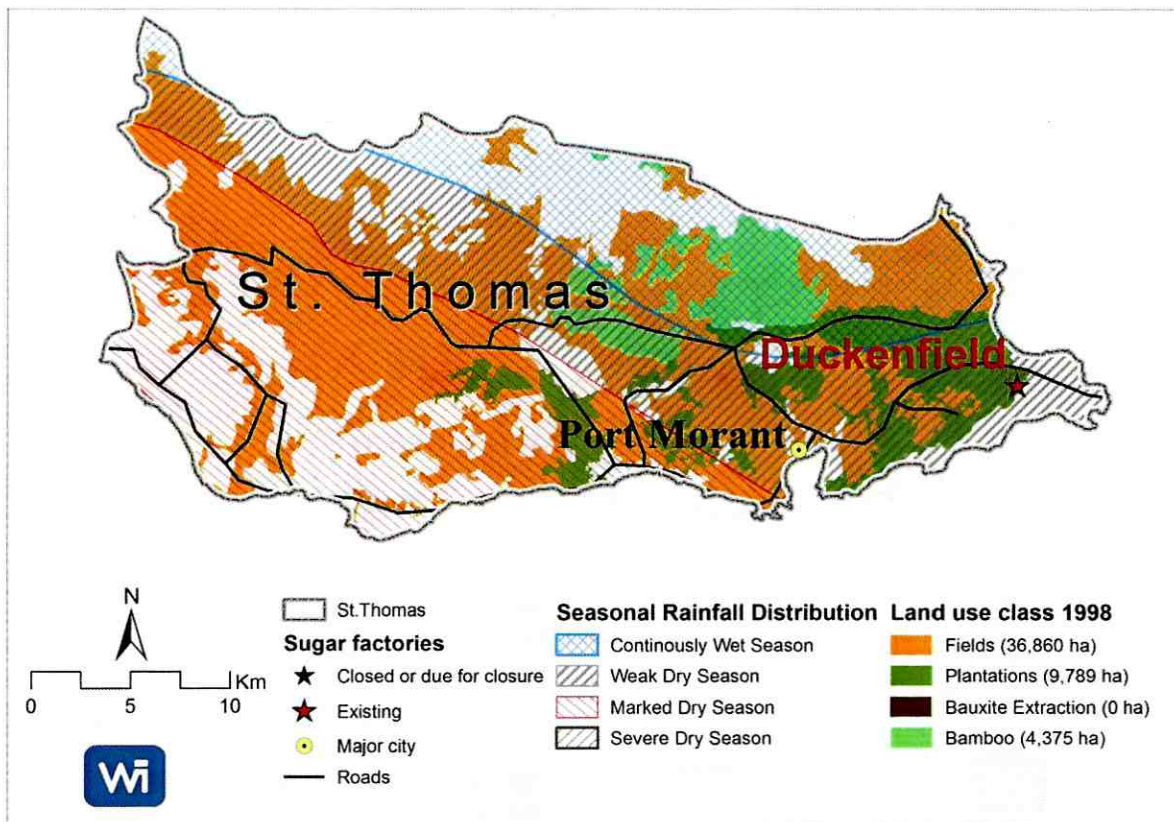 St. Thomas
Duckenfield
Port Morant
N
Km
0 5 10
Wi
St.Thomas
Sugar factories
Closed or due for closure
Existing
Major city
Roads
Seasonal Rainfall Distribution
Continously Wet Season
Weak Dry Season
Marked Dry Season
Severe Dry Season
Land use class 1998
Fields (36,860 ha)
Plantations (9,789 ha)
Bauxite Extraction (0 ha)
Bamboo (4,375 ha)